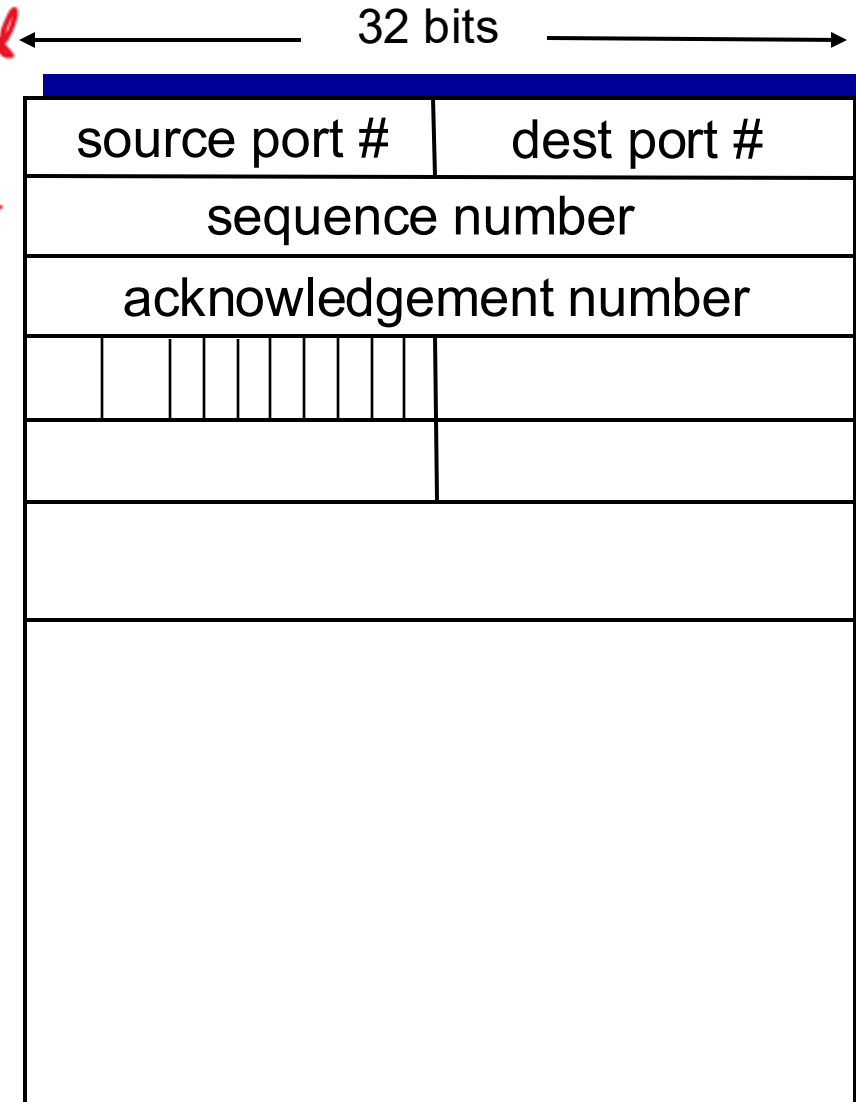 32 bits
source port # dest port #
sequence number
acknowledgement number